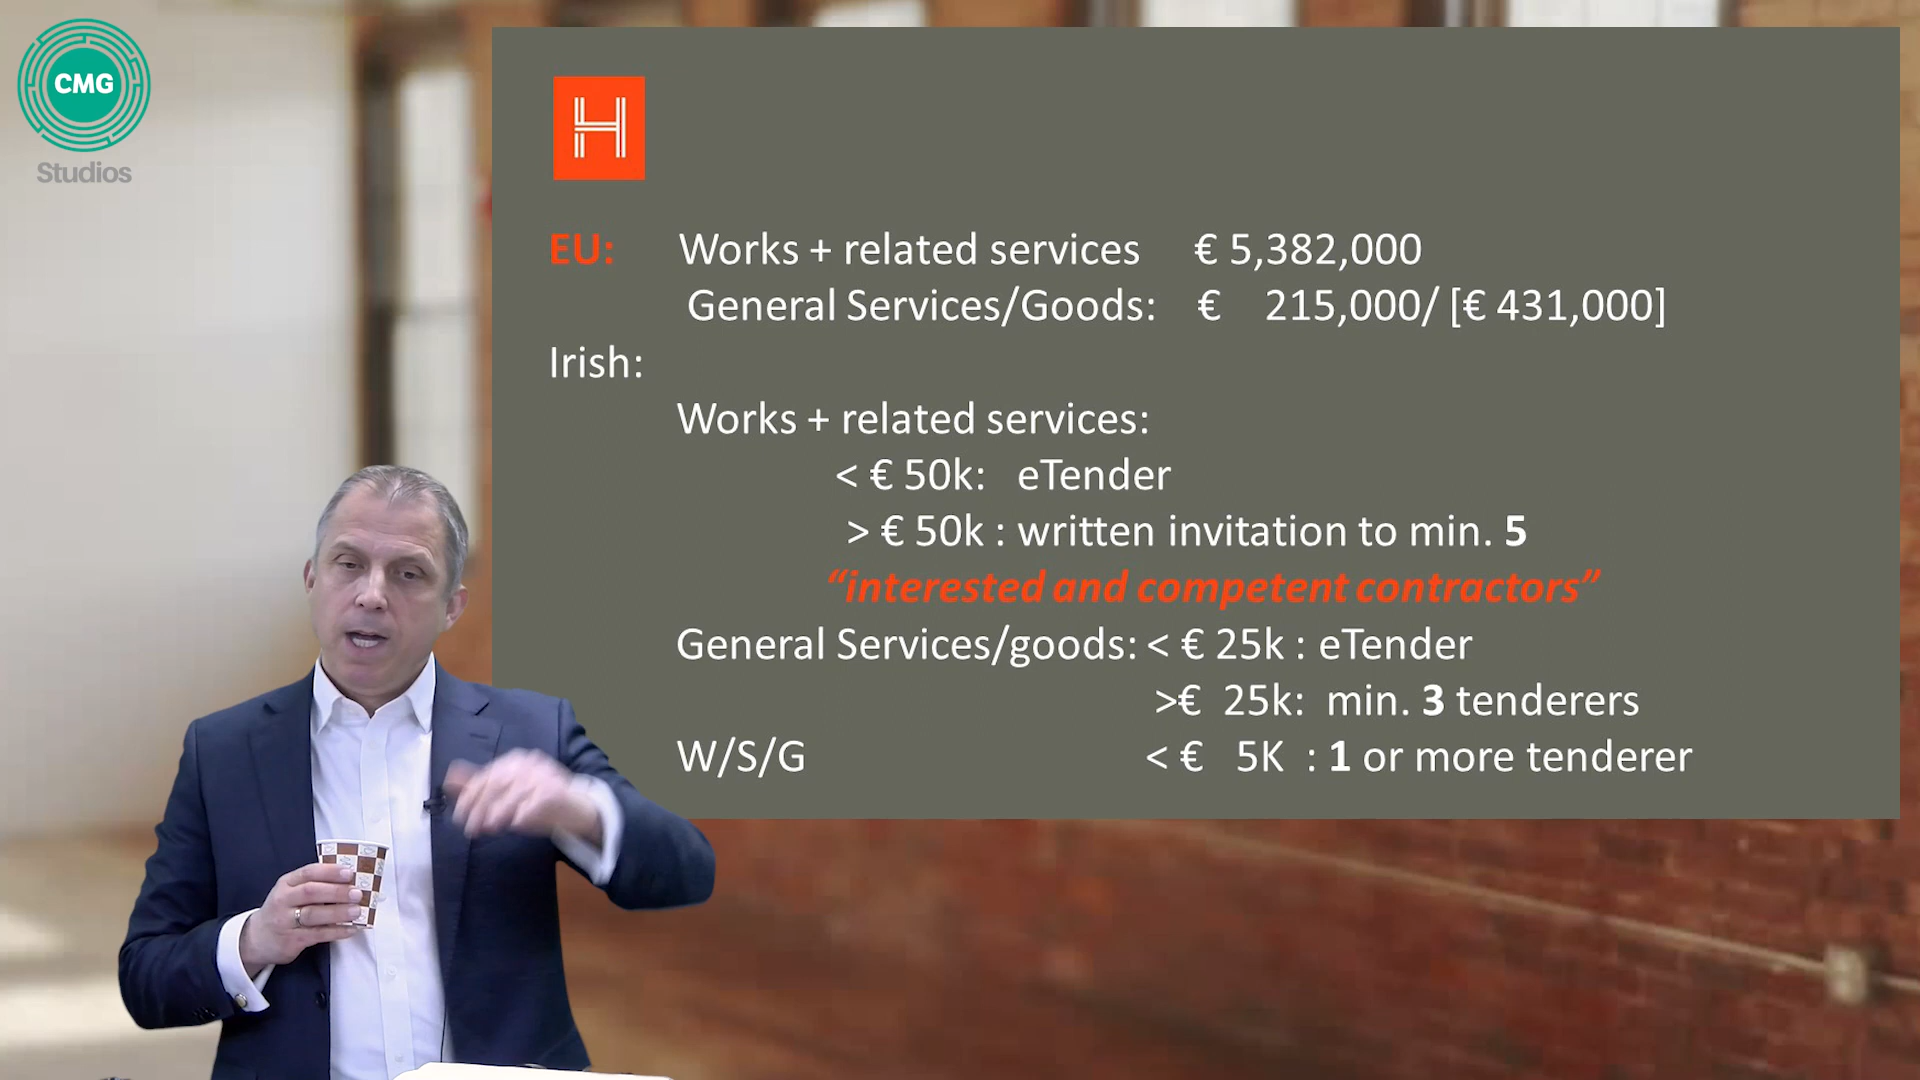 CMG
Studios
H
EU: Works + related services € 5,382,000
General Services/Goods: € 215,000/ [€ 431,000]
Irish:
Works + related services:
< € 50k: eTender
> € 50k : written invitation to min. 5
“interested and competent contractors”
General Services/goods: < € 25k : eTender
>€ 25k: min. 3 tenderers
W/S/G < € 5K : 1 or more tenderer